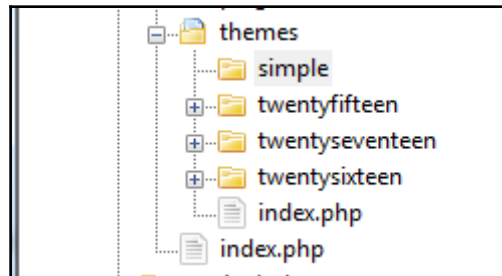 themes
simple
twentyfifteen
twentyseventeen
twentysixteen
index.php
index.php